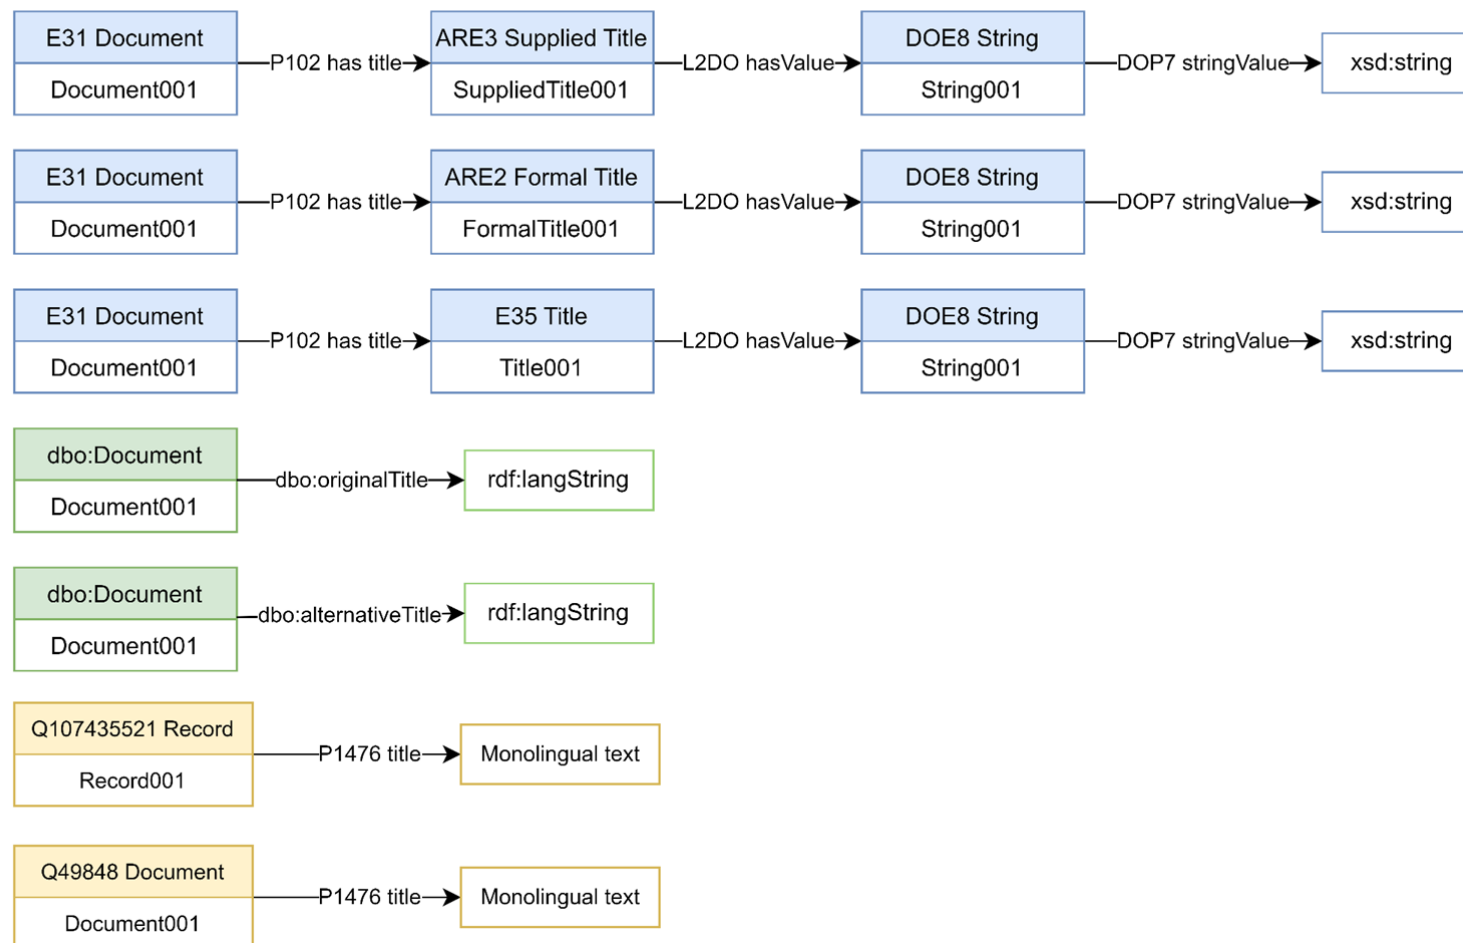 E31 Document
Document001
P102 has title
ARE3 Supplied Title
SuppliedTitle001
L2DO hasValue
DOE8 String
String001
DOP7 stringValue
xsd:string
E31 Document
Document001
P102 has title
ARE2 Formal Title
FormalTitle001
L2DO hasValue
DOE8 String
String001
DOP7 stringValue
xsd:string
E31 Document
Document001
P102 has title
E35 Title
Title001
L2DO hasValue
DOE8 String
String001
DOP7 stringValue
xsd:string
dbo:Document
Document001
dbo:originalTitle
rdf:langString
dbo:Document
Document001
dbo:alternativeTitle
rdf:langString
Q107435521 Record
Record001
P1476 title
Monolingual text
Q49848 Document
Document001
P1476 title
Monolingual text